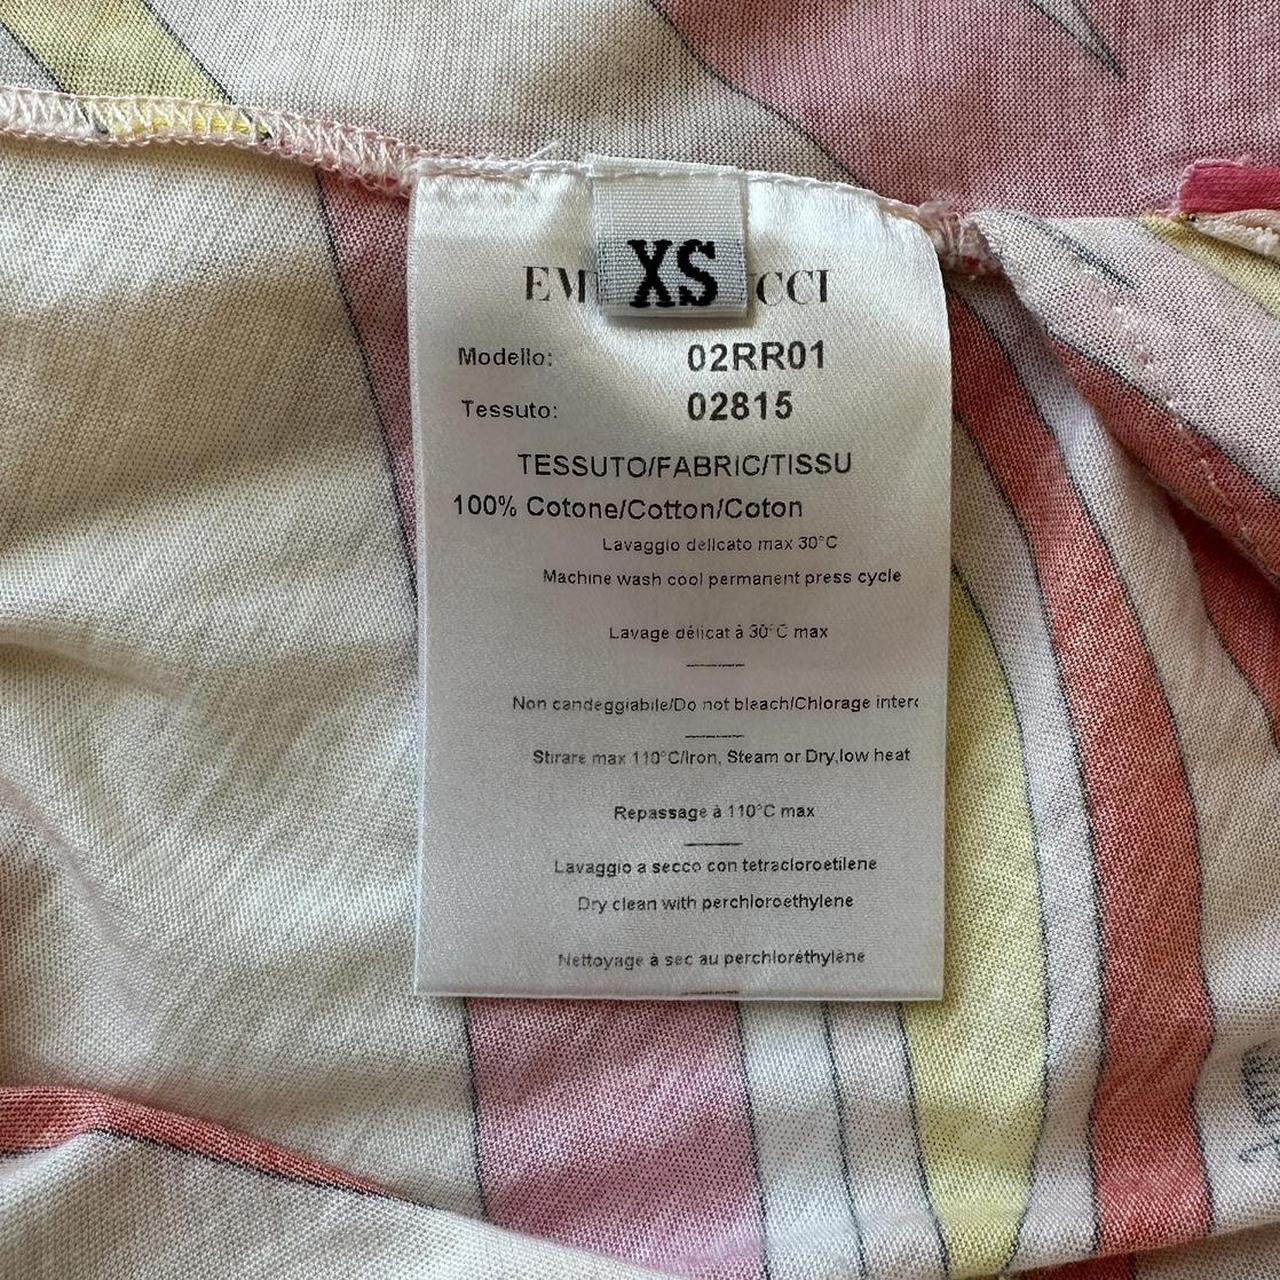 XS
EM CCI
Modello: 02RR01
Tessuto: 02815
TESSUTO/FABRIC/TISSU
100% Cotone/Cotton/Coton
Lavaggio delicato max 30°C
Machine wash cool permanent press cycle
Lavage délicat à 30°C max
Non candeggiabile/Do not bleach/Chlorage
Stirare max 110°C/Iron, Steam or Dry,low heat
Repassage à 110°C max
Lavaggio a secco con tetracloroetilene
Dry clean with perchloroethylene
Nettoyage à sec au perchloréthylène